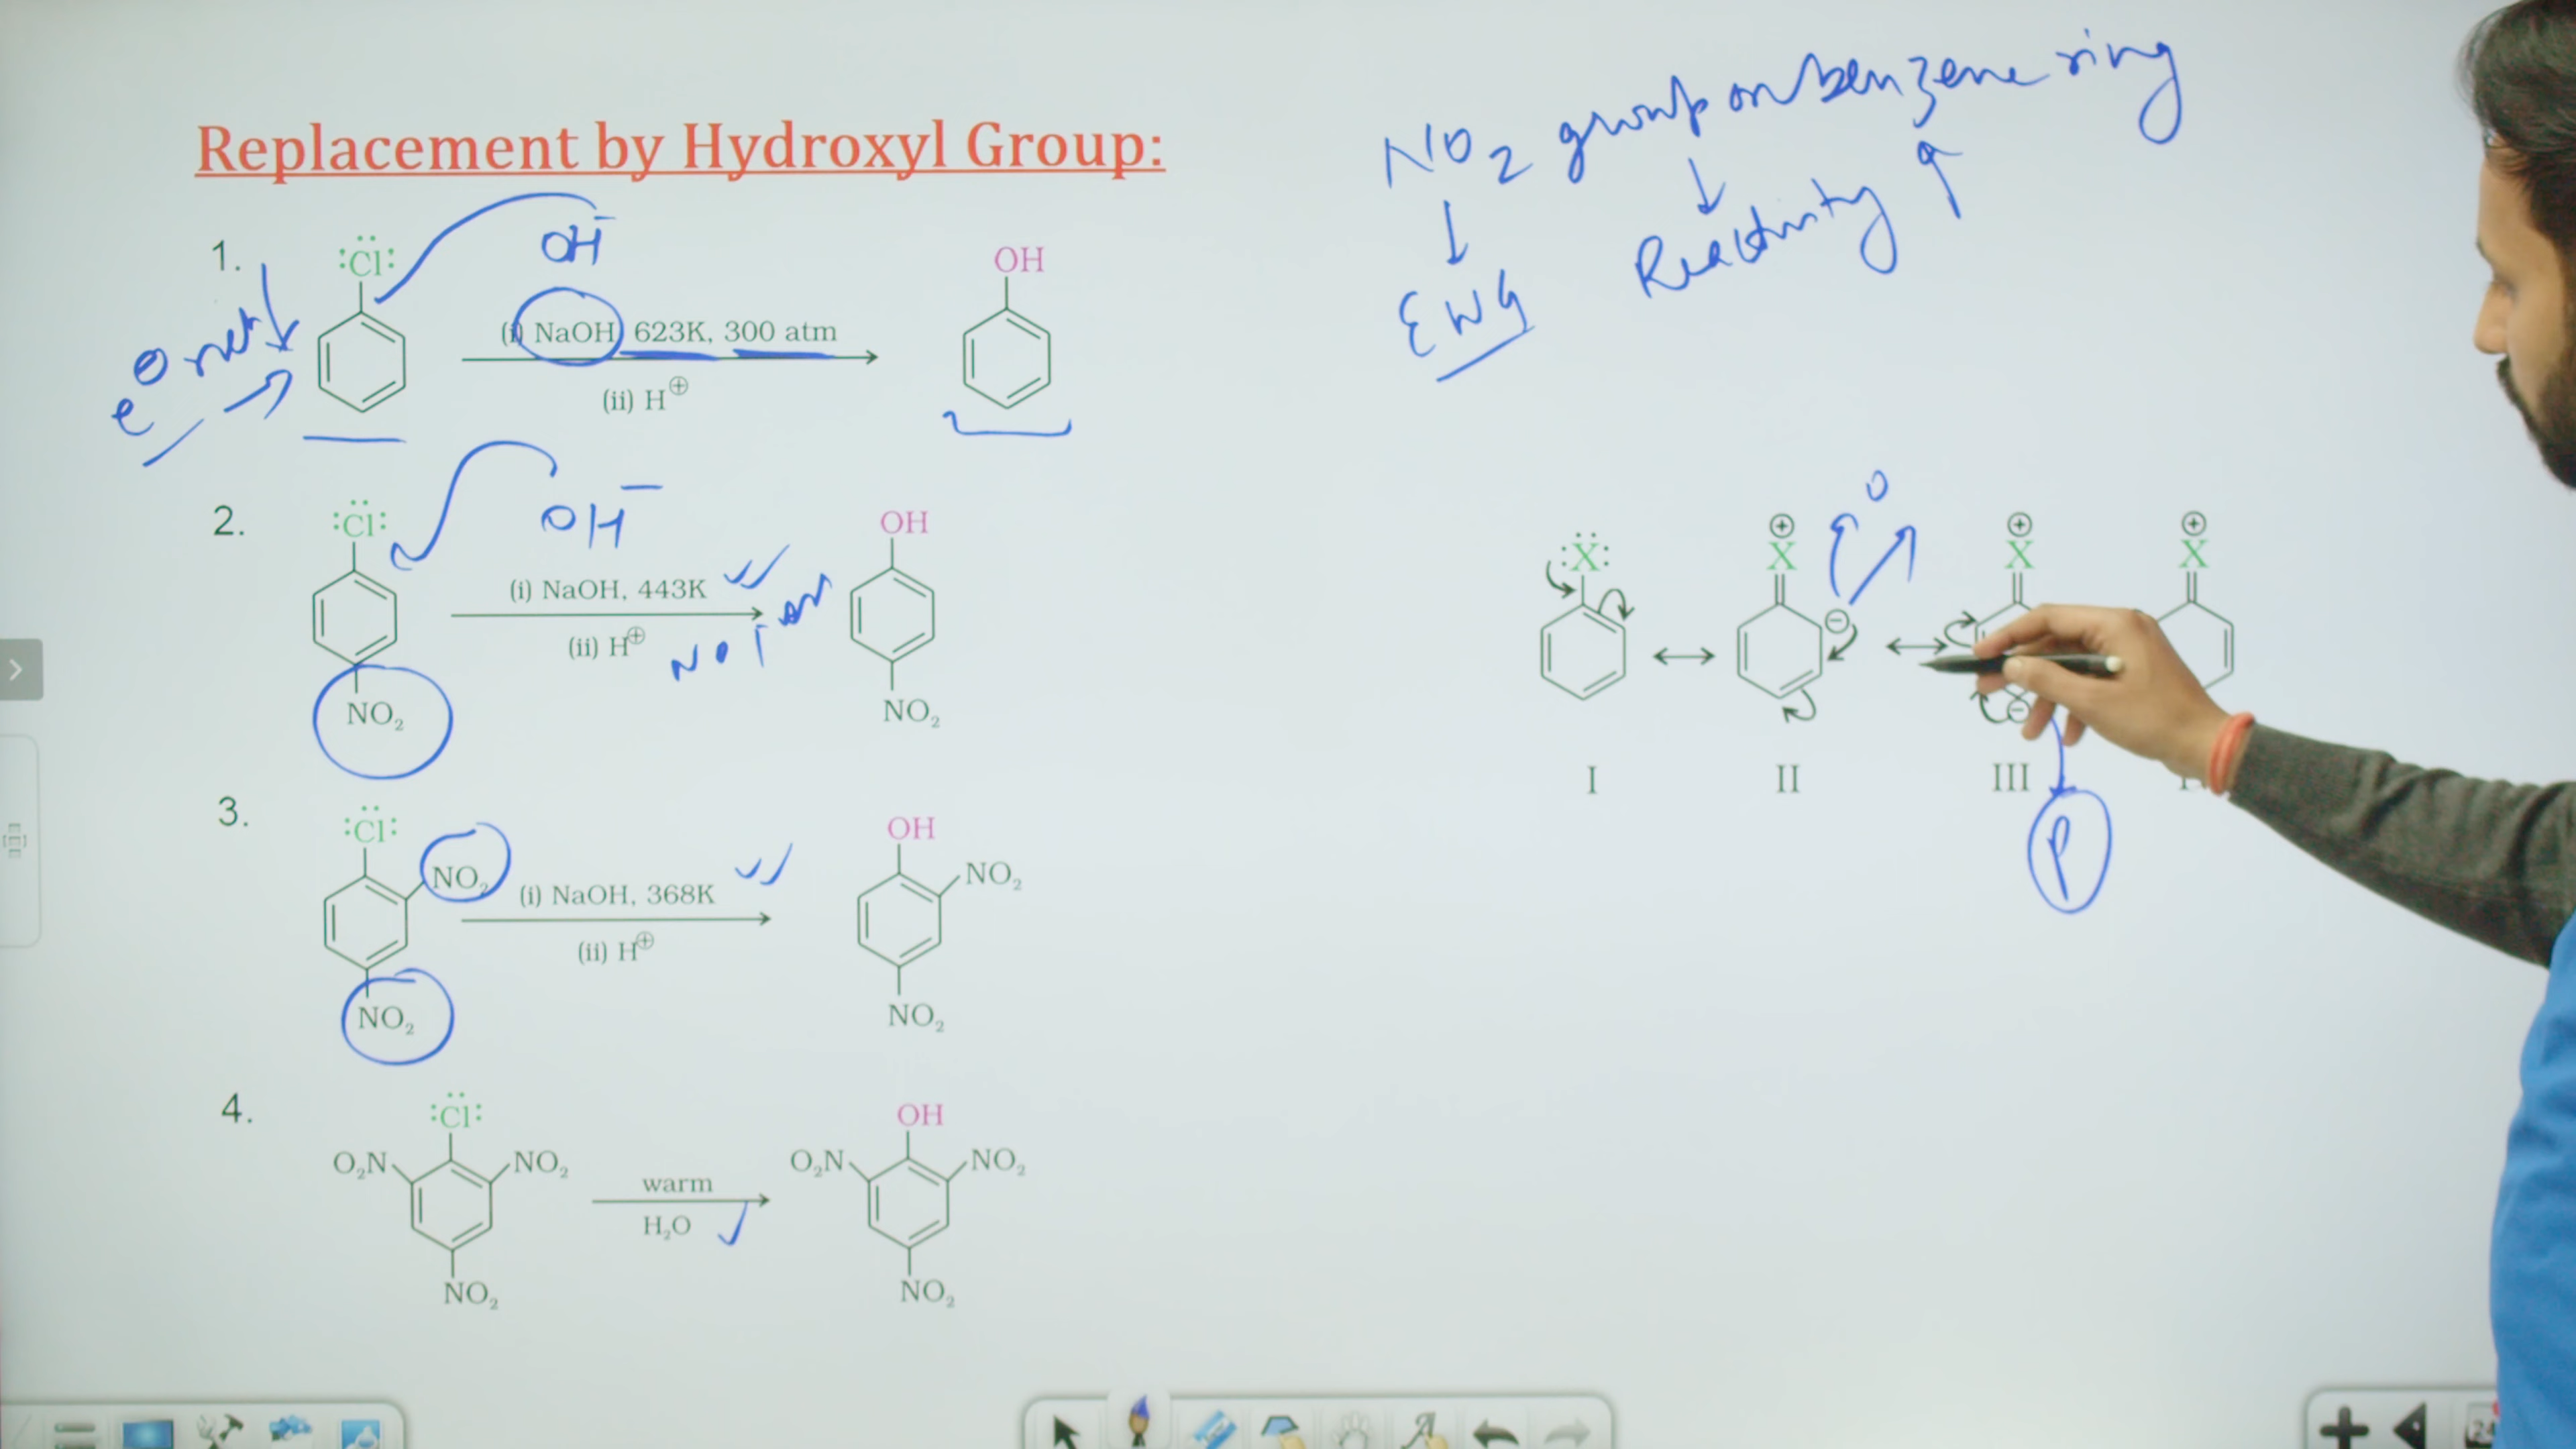 Replacement by Hydroxyl Group:
NO₂ group on benzene ring
EWG
Reactivity
1.
:Cl:
OH⁻
OH
(i) NaOH, 623K, 300 atm
(ii) H⊕
⊖
e
2.
:Cl:
OH⁻
OH
(i) NaOH, 443K
(ii) H⊕
NO₂
NO₂
:X:
⊕
X
⊖
O
⊕
X
⊖
⊕
X
I
II
III
P
3.
:Cl:
NO₂
(i) NaOH, 368K
(ii) H⊕
NO₂
OH
NO₂
NO₂
4.
:Cl:
O₂N
NO₂
NO₂
warm
H₂O
OH
O₂N
NO₂
NO₂